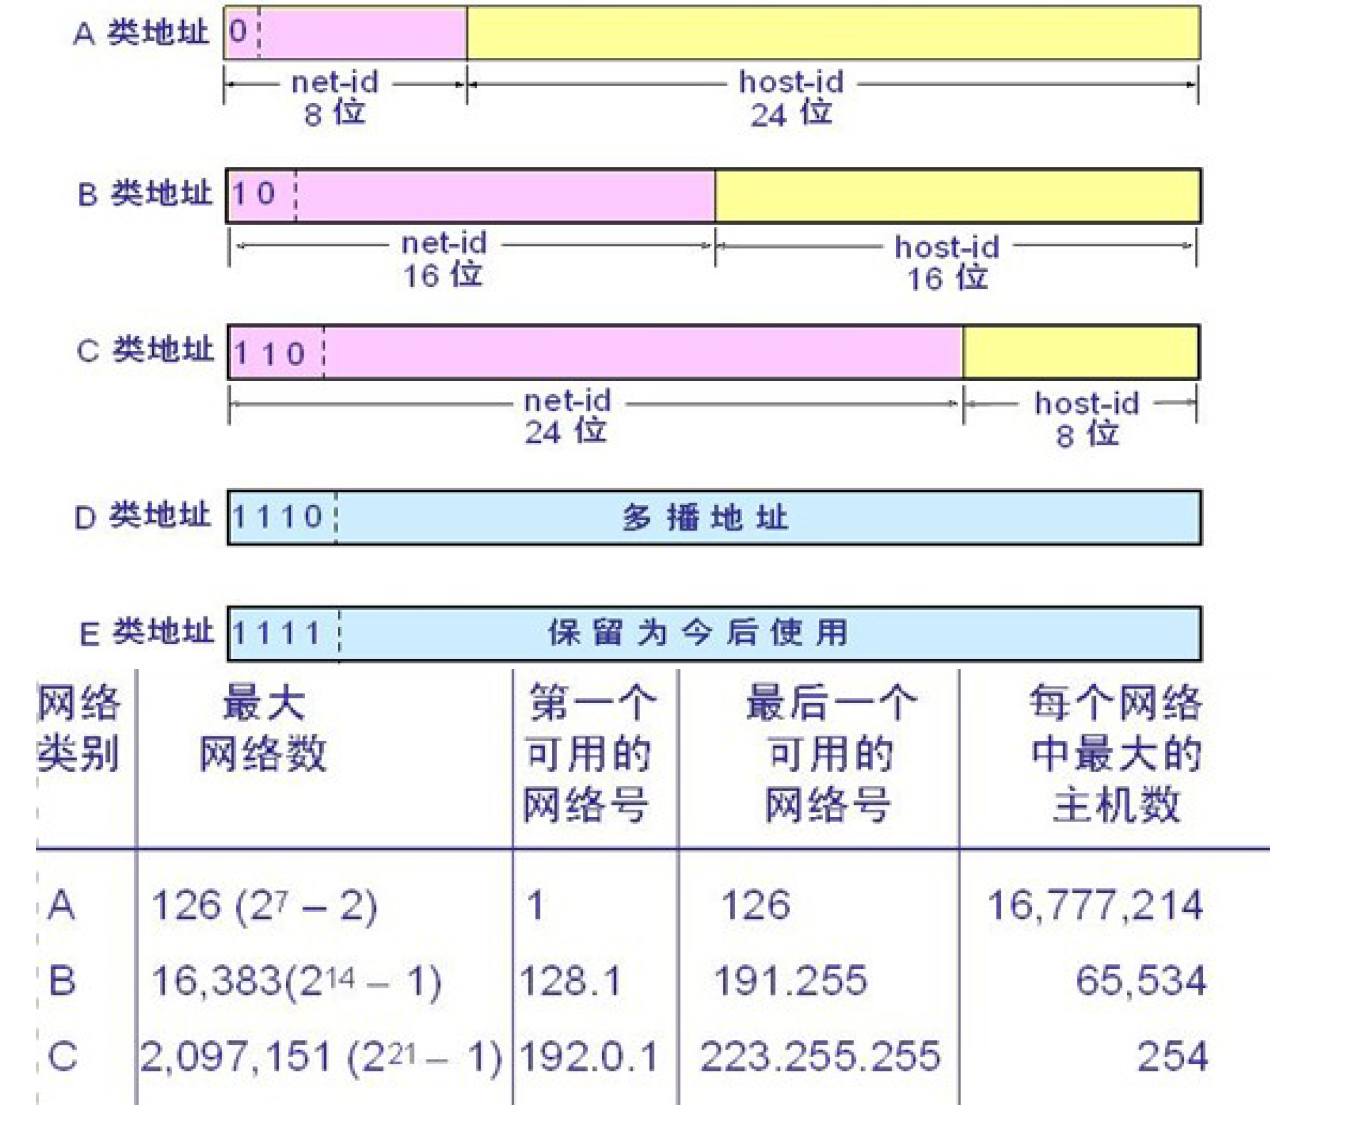 A 类地址 0
net-id host-id
8 位 24 位
B 类地址 1 0
net-id host-id
16 位 16 位
C 类地址 1 1 0
net-id host-id
24 位 8 位
D 类地址 1 1 1 0 多播地址
E 类地址 1 1 1 1 保留为今后使用
网络 最大 第一个 最后一个 每个网络
类别 网络数 可用的 可用的 中最大的
网络号 网络号 主机数
A 126 (2⁷ – 2) 1 126 16,777,214
B 16,383(2¹⁴ – 1) 128.1 191.255 65,534
C 2,097,151 (2²¹ – 1) 192.0.1 223.255.255 254